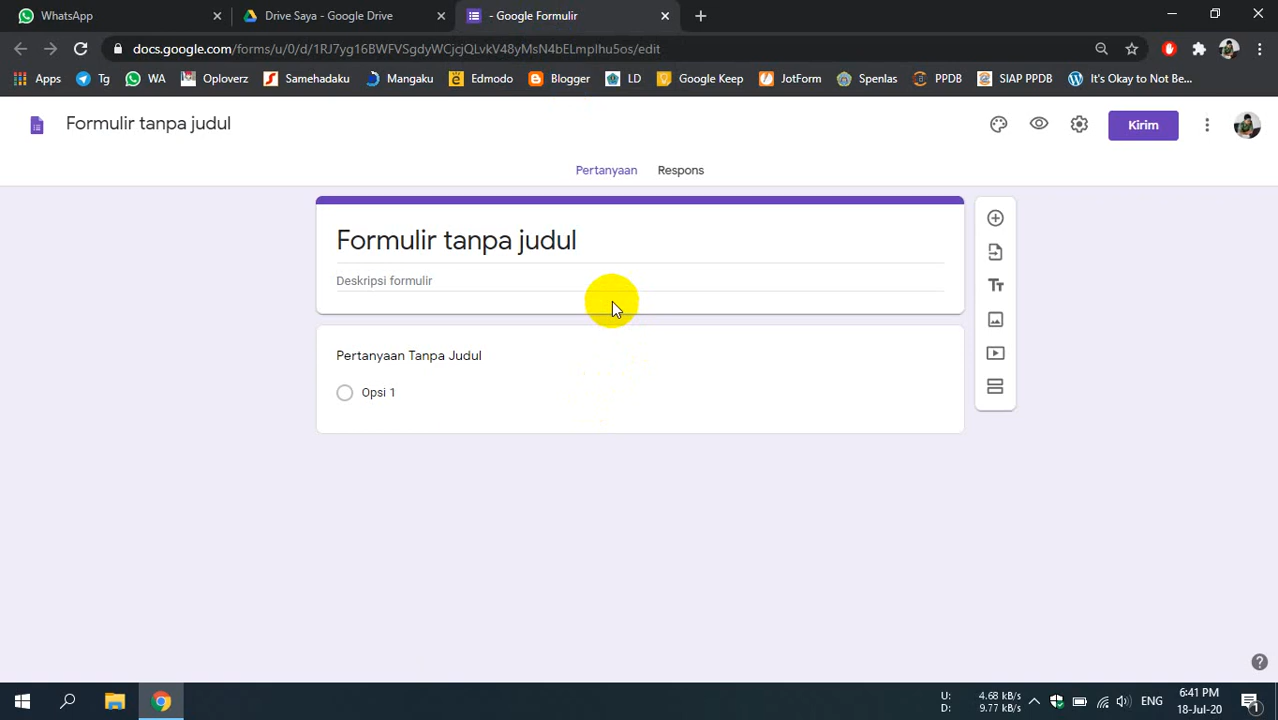 WhatsApp
Drive Saya - Google Drive
- Google Formulir
docs.google.com/forms/u/0/d/1RJ7yg16BWFVSgdyWCjcjQLvkV48yMsN4bELmplhu5os/edit
Apps
Tg
WA
Oploverz
Samehadaku
Mangaku
Edmodo
Blogger
LD
Google Keep
JotForm
Spenlas
PPDB
SIAP PPDB
It's Okay to Not Be...
Formulir tanpa judul
Kirim
Pertanyaan
Respons
Formulir tanpa judul
Deskripsi formulir
Pertanyaan Tanpa Judul
Opsi 1
U: 4.68 kB/s
D: 9.77 kB/s
ENG
6:41 PM
18-Jul-20
1